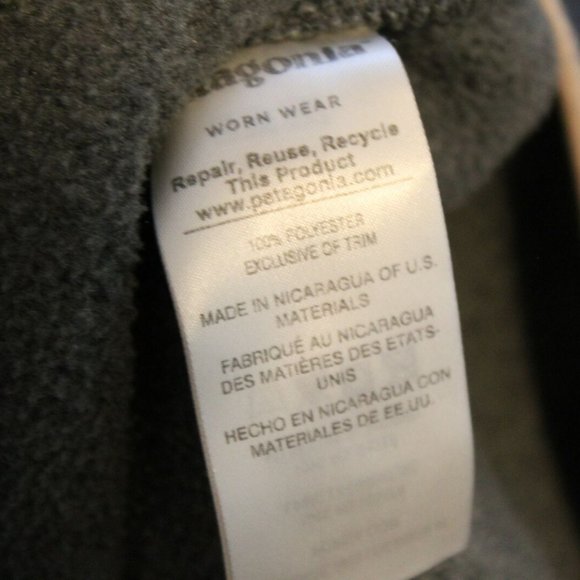 patagonia
WORN WEAR
Repair, Reuse, Recycle
This Product
www.patagonia.com
100% POLYESTER
EXCLUSIVE OF TRIM
MADE IN NICARAGUA OF U.S.
MATERIALS
FABRIQUÉ AU NICARAGUA
DES MATIÈRES DES ETATS-
UNIS
HECHO EN NICARAGUA CON
MATERIALES DE EE.UU.